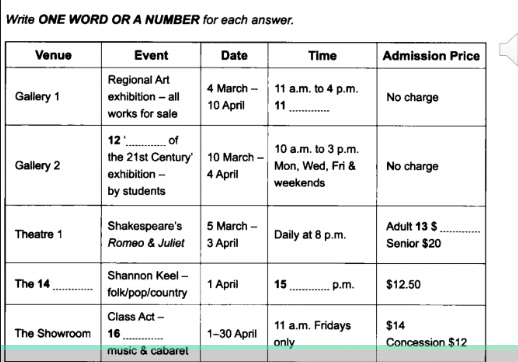 Write ONE WORD OR A NUMBER for each answer.
Venue Event Date Time Admission Price
Gallery 1
Regional Art
exhibition – all
works for sale
4 March –
10 April
11 a.m. to 4 p.m.
11 ............
No charge
Gallery 2
12 '............ of
the 21st Century'
exhibition –
by students
10 March –
4 April
10 a.m. to 3 p.m.
Mon, Wed, Fri &
weekends
No charge
Theatre 1
Shakespeare's
Romeo & Juliet
5 March –
3 April
Daily at 8 p.m.
Adult 13 $ ............
Senior $20
The 14 ............
Shannon Keel –
folk/pop/country
1 April
15 ............ p.m.
$12.50
The Showroom
Class Act –
16 ............
music & cabaret
1–30 April
11 a.m. Fridays
only
$14
Concession $12